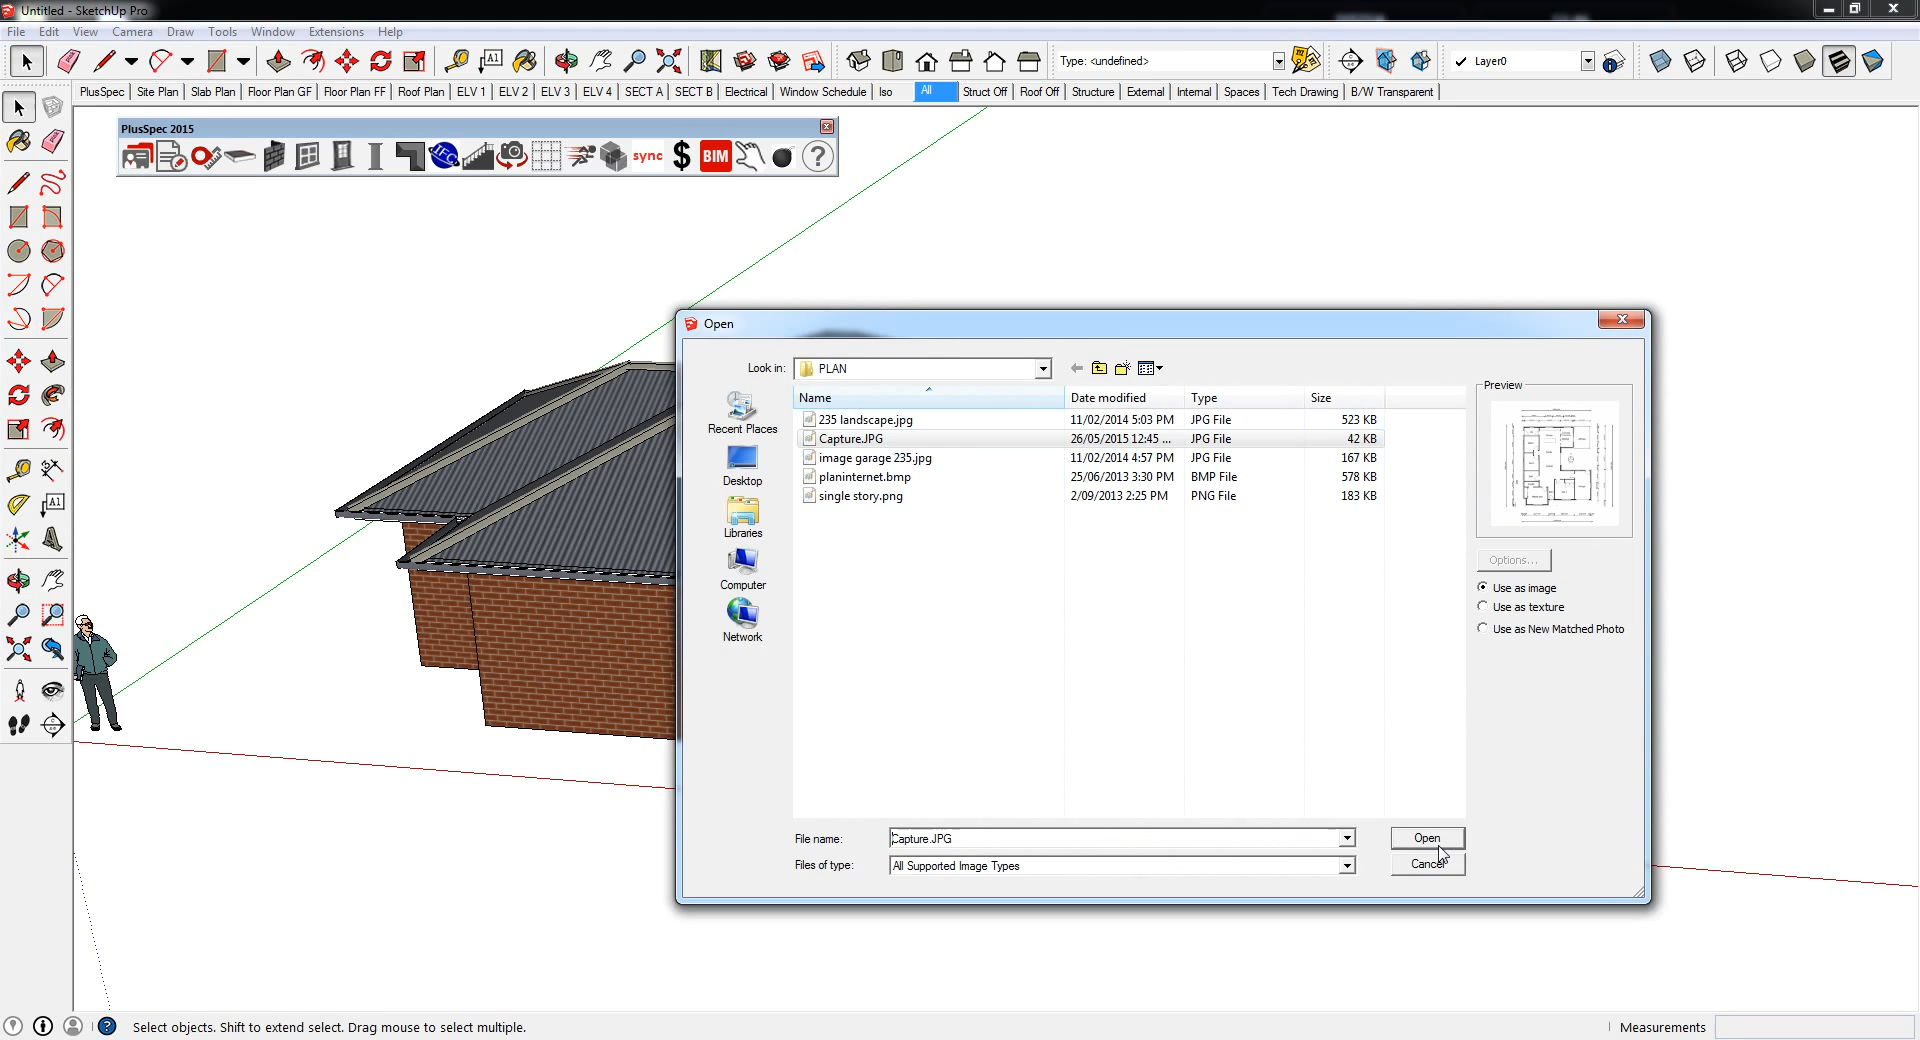 Untitled - SketchUp Pro
File Edit View Camera Draw Tools Window Extensions Help
A1 Type: <undefined> Layer0
PlusSpec Site Plan Slab Plan Floor Plan GF Floor Plan FF Roof Plan ELV 1 ELV 2 ELV 3 ELV 4 SECT A SECT B Electrical Window Schedule Iso All Struct Off Roof Off Structure External Internal Spaces Tech Drawing B/W Transparent
PlusSpec 2015
IFC sync $ BIM ?
Open
Look in: PLAN
Name Date modified Type Size
235 landscape.jpg 11/02/2014 5:03 PM JPG File 523 KB
Capture.JPG 26/05/2015 12:45 ... JPG File 42 KB
image garage 235.jpg 11/02/2014 4:57 PM JPG File 167 KB
planinternet.bmp 25/06/2013 3:30 PM BMP File 578 KB
single story.png 2/09/2013 2:25 PM PNG File 183 KB
Recent Places
Desktop
Libraries
Computer
Network
Preview
Options...
Use as image
Use as texture
Use as New Matched Photo
File name: Capture.JPG Open
Files of type: All Supported Image Types Cancel
A1
Select objects. Shift to extend select. Drag mouse to select multiple. Measurements